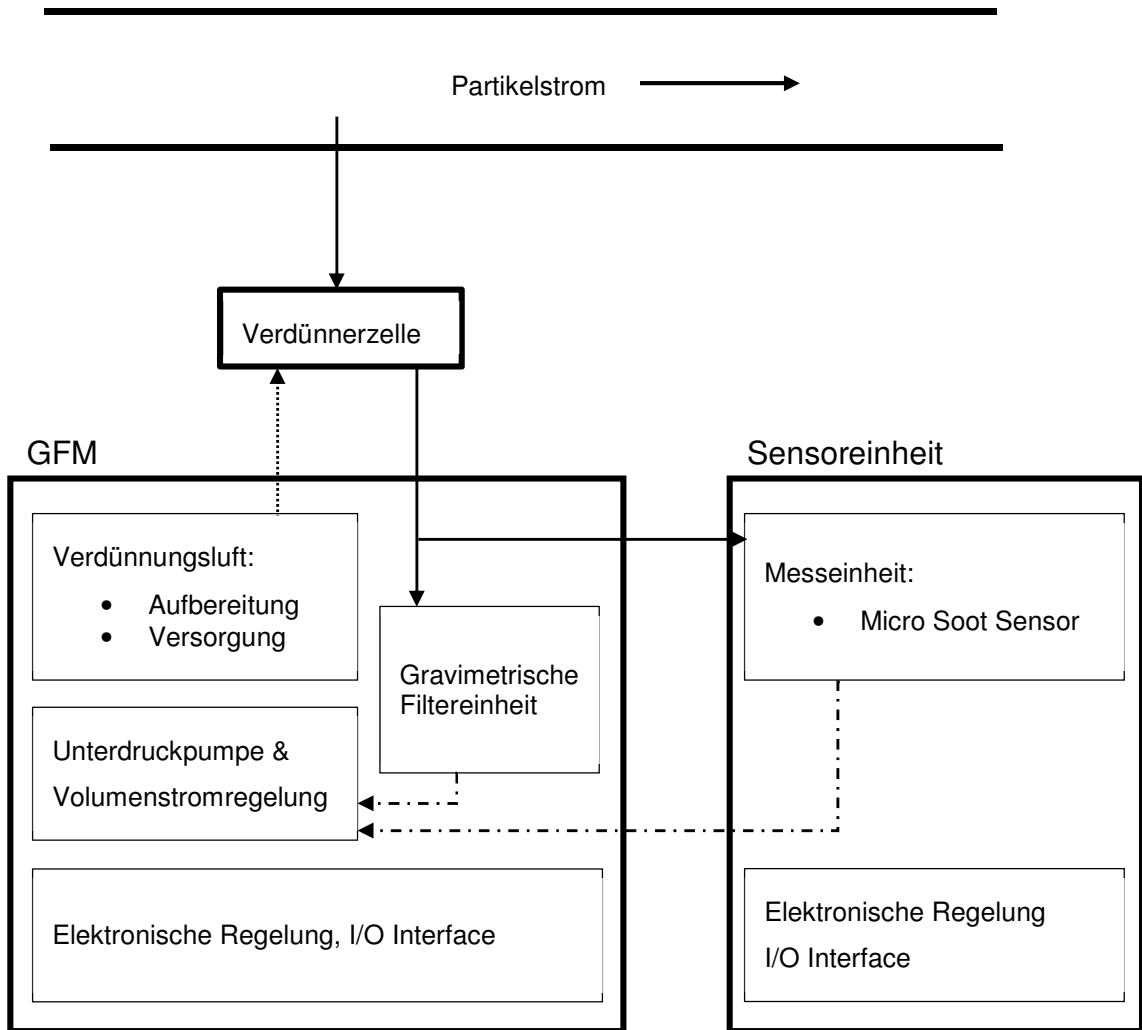 Partikelstrom
Verdünnerzelle
GFM
Verdünnungsluft:
• Aufbereitung
• Versorgung
Gravimetrische
Filtereinheit
Unterdruckpumpe &
Volumenstromregelung
Elektronische Regelung, I/O Interface
Sensoreinheit
Messeinheit:
• Micro Soot Sensor
Elektronische Regelung
I/O Interface